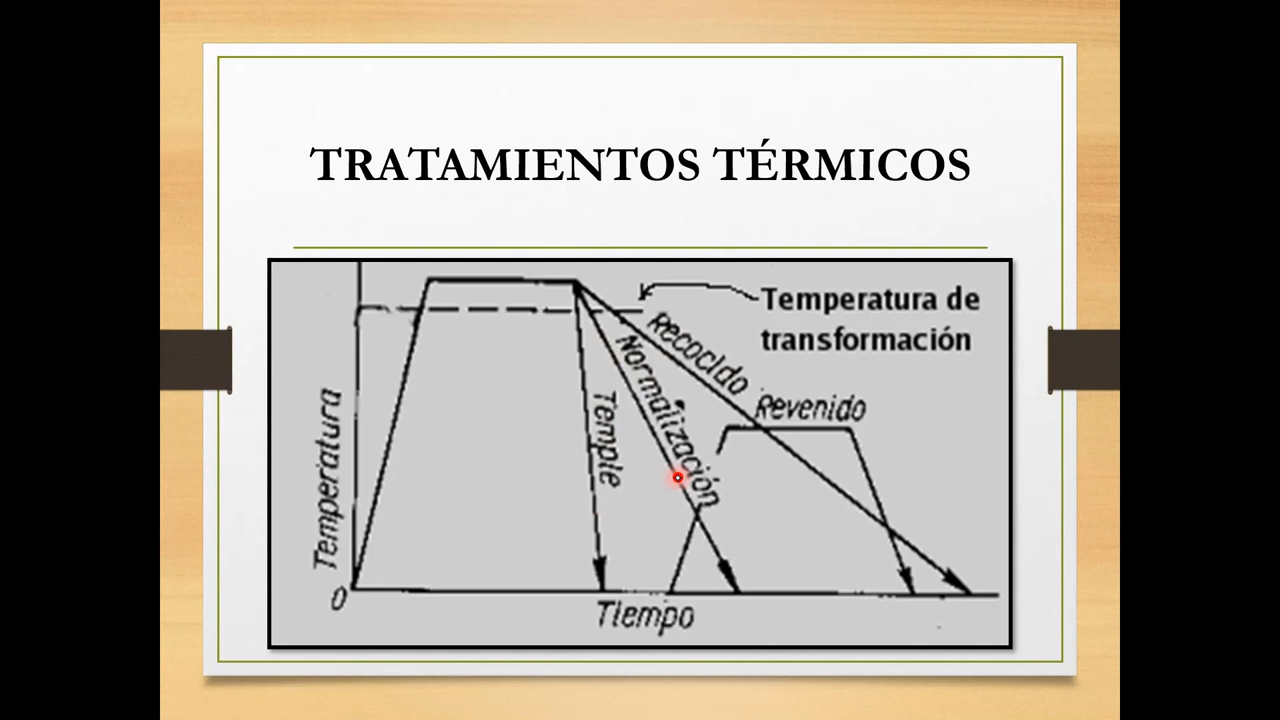 TRATAMIENTOS TÉRMICOS
Temperatura de
transformación
Recocido
Normalización
Temple
Revenido
Temperatura
0
Tiempo